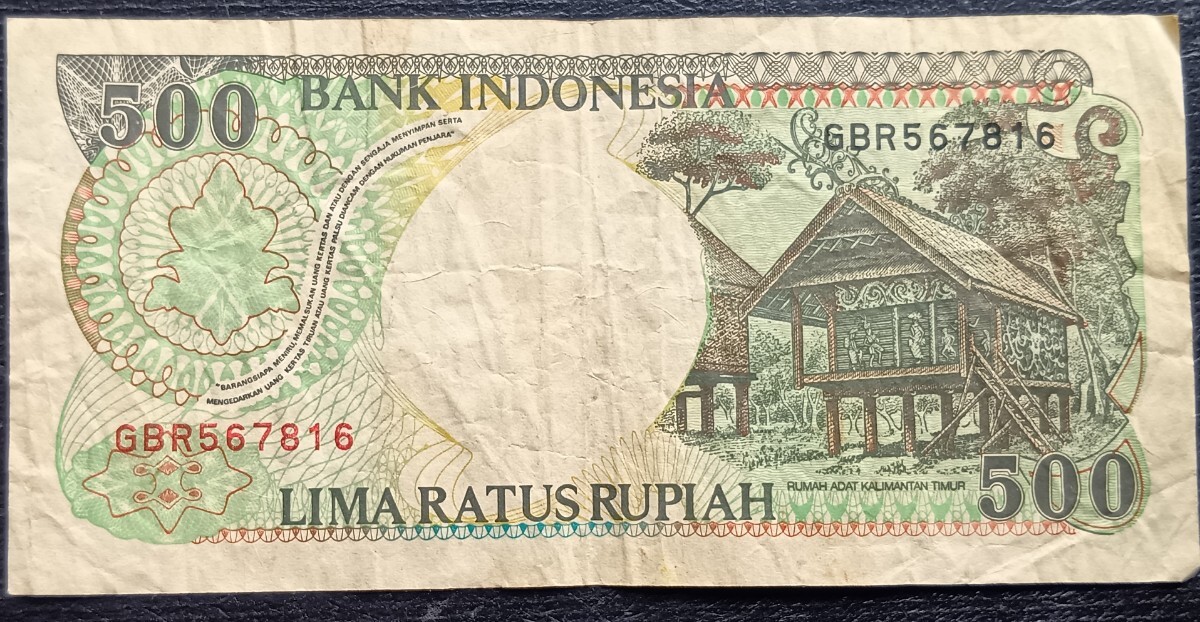 500
BANK INDONESIA
GBR567816
"BARANGSIAPA MENIRU, MEMALSUKAN UANG KERTAS DAN ATAU DENGAN SENGAJA MENYIMPAN SERTA
MENGEDARKAN UANG KERTAS TIRUAN ATAU UANG KERTAS PALSU DIANCAM DENGAN HUKUMAN PENJARA"
GBR567816
LIMA RATUS RUPIAH
RUMAH ADAT KALIMANTAN TIMUR
500